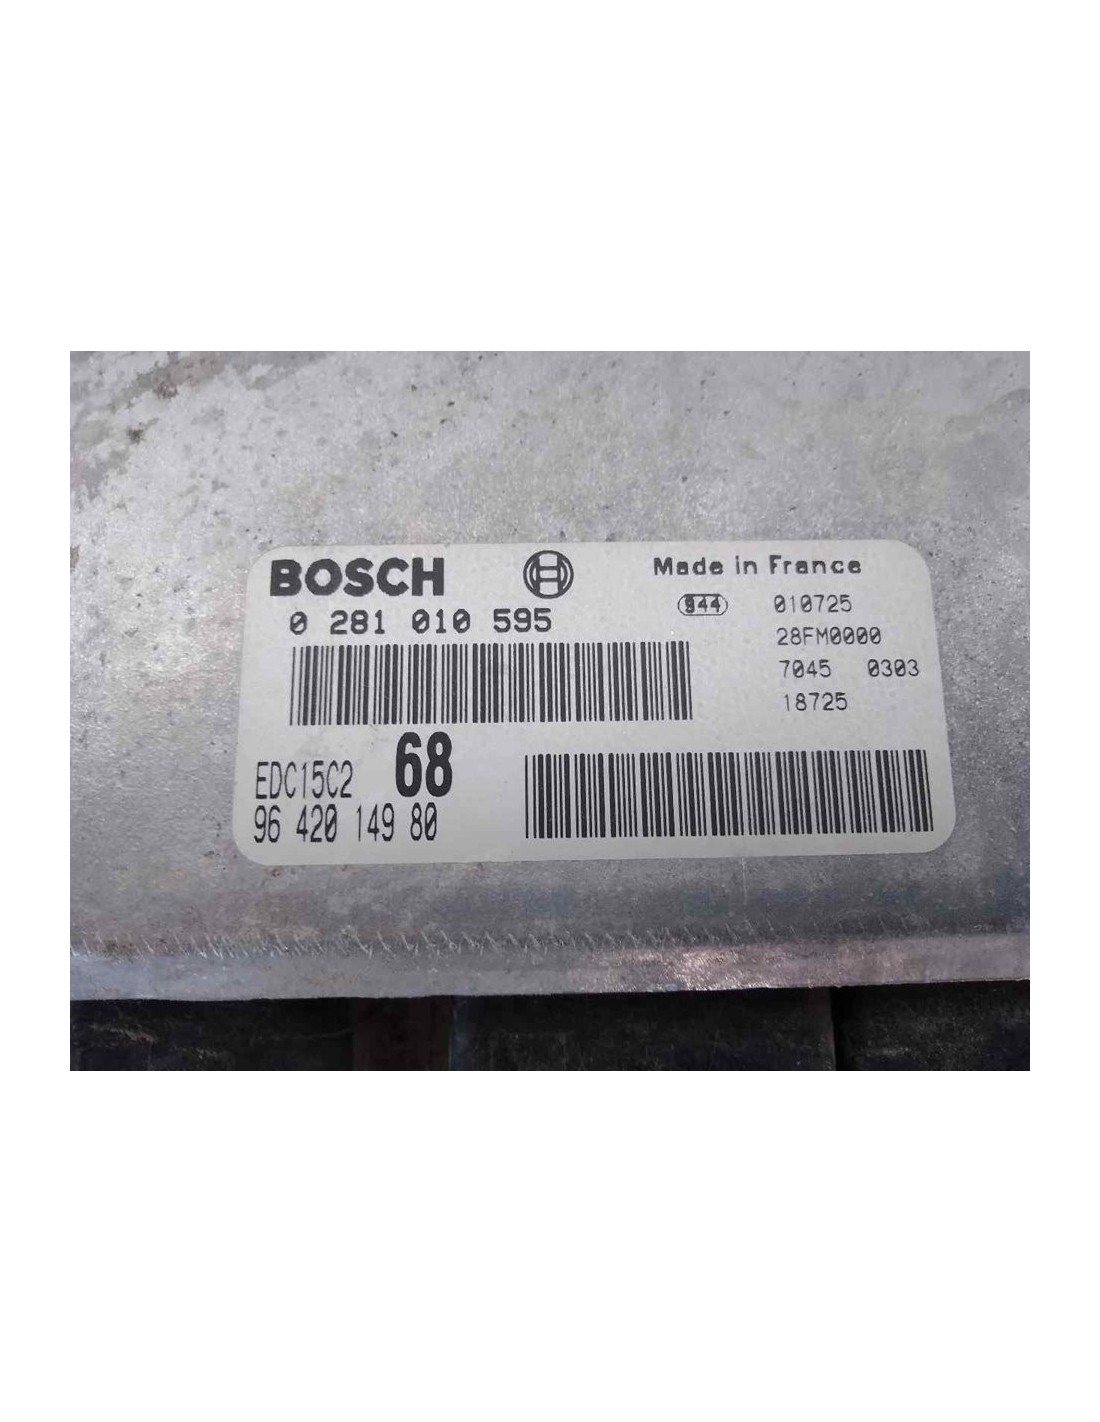 BOSCH
Made in France
0 281 010 595
944 010725
28FM0000
7045 0303
18725
EDC15C2 68
96 420 149 80